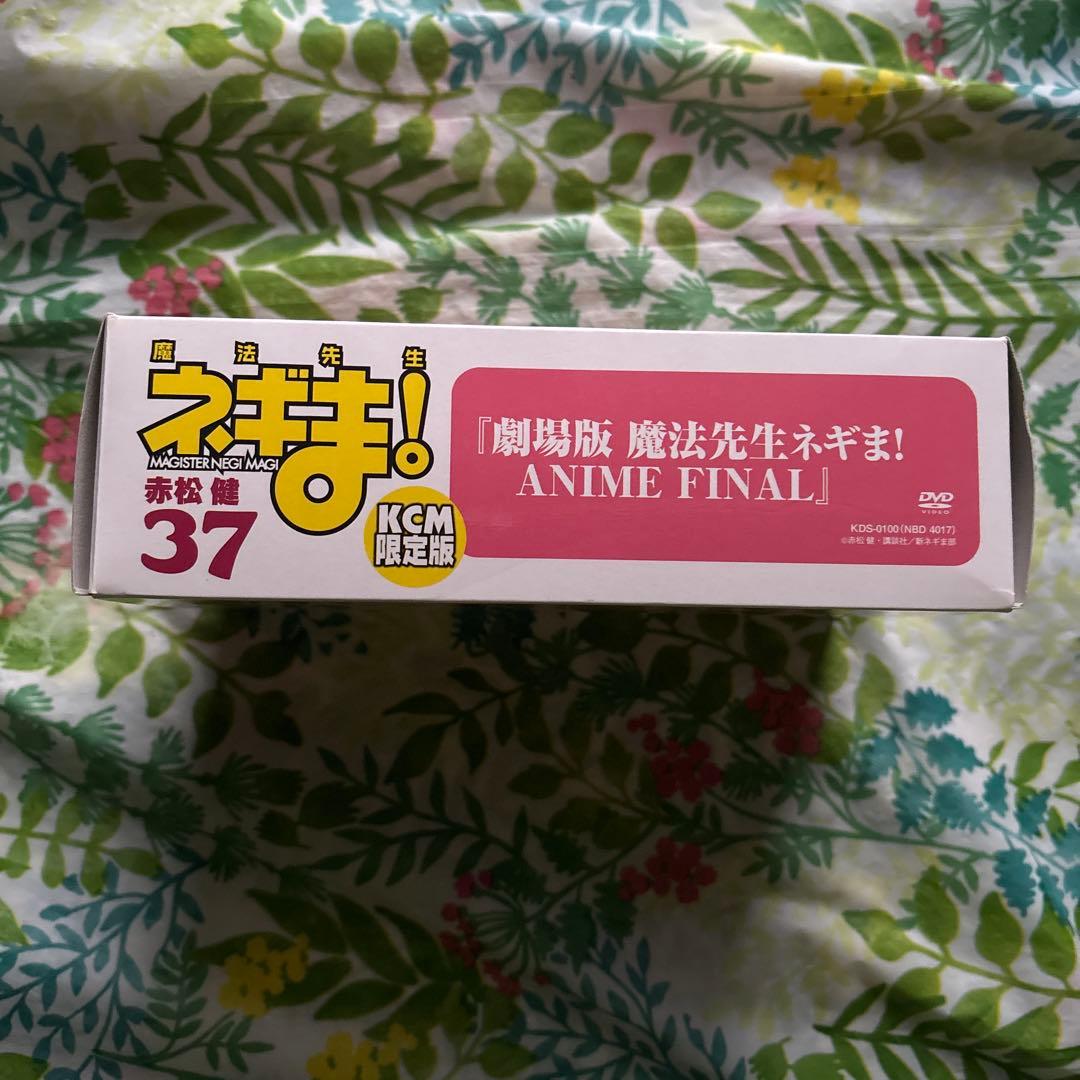 魔法先生
ネギま!
MAGISTER NEGI MAGI
赤松 健
37
KCM
限定版
『劇場版 魔法先生ネギま!
ANIME FINAL』
DVD
VIDEO
KDS-0100(NBD 4017)
©赤松 健・講談社／新ネギま部